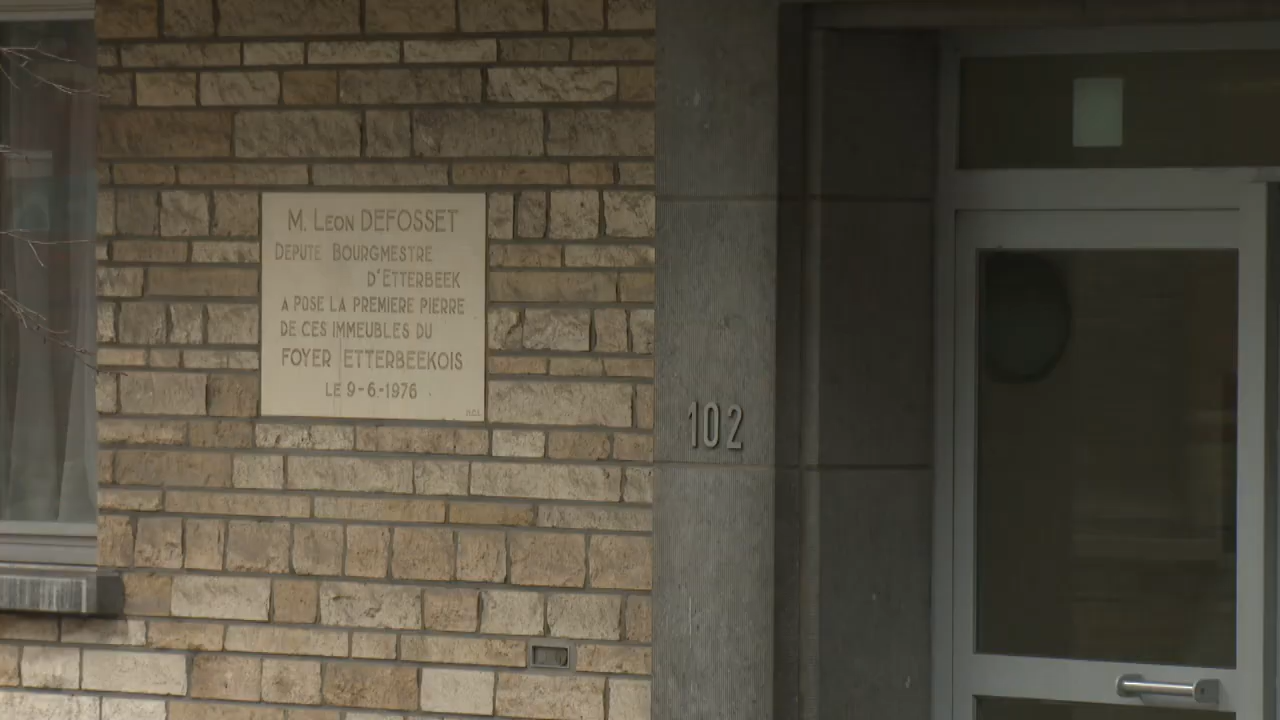 M. LEON DEFOSSET
DEPUTE BOURGMESTRE
D'ETTERBEEK
A POSE LA PREMIERE PIERRE
DE CES IMMEUBLES DU
FOYER ETTERBEEKOIS
LE 9-6-1976
102